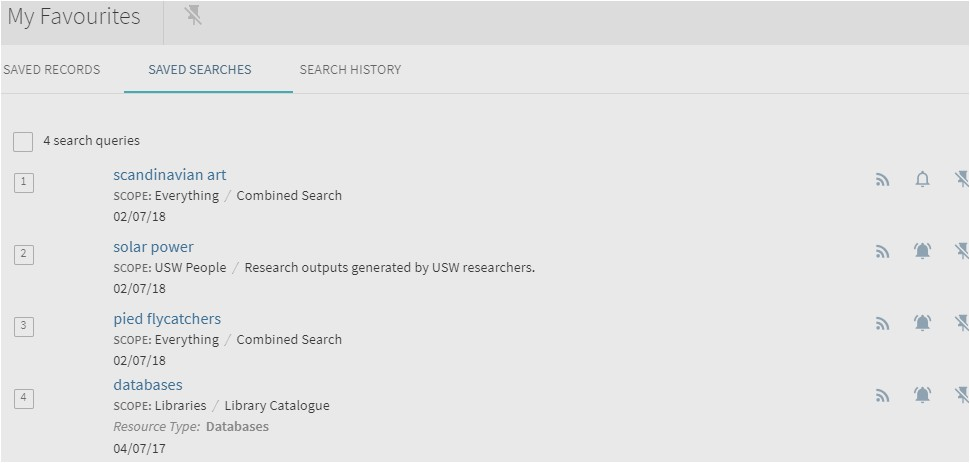 My Favourites
SAVED RECORDS SAVED SEARCHES SEARCH HISTORY
4 search queries
1 scandinavian art
SCOPE: Everything / Combined Search
02/07/18
2 solar power
SCOPE: USW People / Research outputs generated by USW researchers.
02/07/18
3 pied flycatchers
SCOPE: Everything / Combined Search
02/07/18
4 databases
SCOPE: Libraries / Library Catalogue
Resource Type: Databases
04/07/17